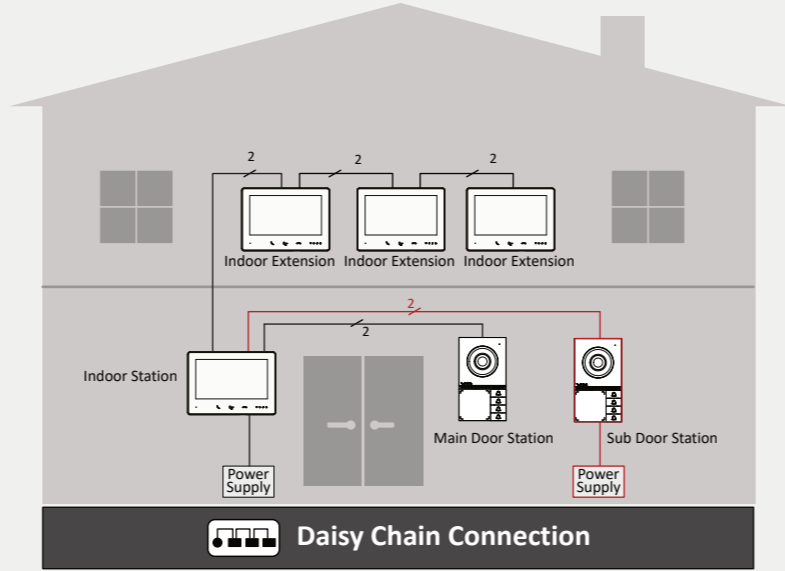 2
2
2
Indoor Extension
Indoor Extension
Indoor Extension
2
2
Indoor Station
Main Door Station
Sub Door Station
Power
Supply
Power
Supply
Daisy Chain Connection